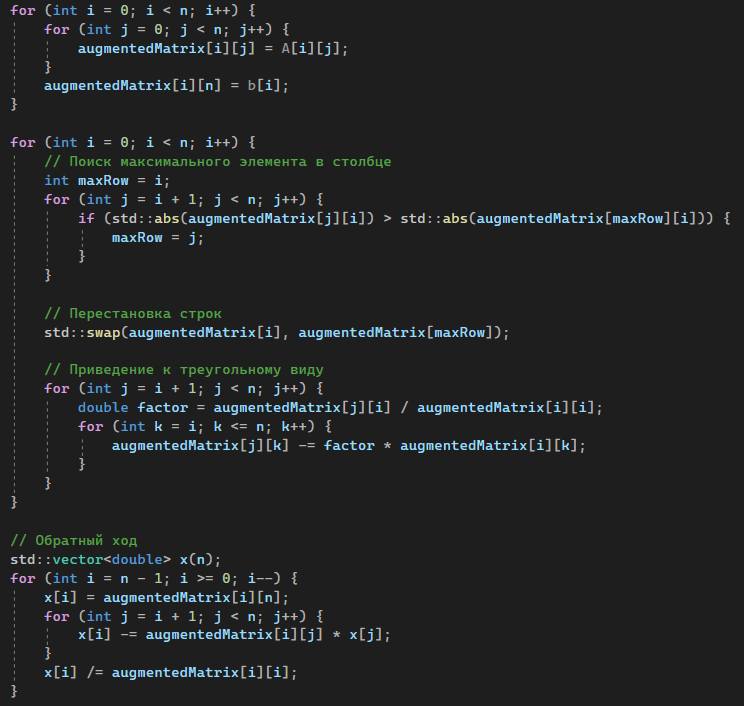 for (int i = 0; i < n; i++) {
    for (int j = 0; j < n; j++) {
        augmentedMatrix[i][j] = A[i][j];
    }
    augmentedMatrix[i][n] = b[i];
}

for (int i = 0; i < n; i++) {
    // Поиск максимального элемента в столбце
    int maxRow = i;
    for (int j = i + 1; j < n; j++) {
        if (std::abs(augmentedMatrix[j][i]) > std::abs(augmentedMatrix[maxRow][i])) {
            maxRow = j;
        }
    }

    // Перестановка строк
    std::swap(augmentedMatrix[i], augmentedMatrix[maxRow]);

    // Приведение к треугольному виду
    for (int j = i + 1; j < n; j++) {
        double factor = augmentedMatrix[j][i] / augmentedMatrix[i][i];
        for (int k = i; k <= n; k++) {
            augmentedMatrix[j][k] -= factor * augmentedMatrix[i][k];
        }
    }
}

// Обратный ход
std::vector<double> x(n);
for (int i = n - 1; i >= 0; i--) {
    x[i] = augmentedMatrix[i][n];
    for (int j = i + 1; j < n; j++) {
        x[i] -= augmentedMatrix[i][j] * x[j];
    }
    x[i] /= augmentedMatrix[i][i];
}